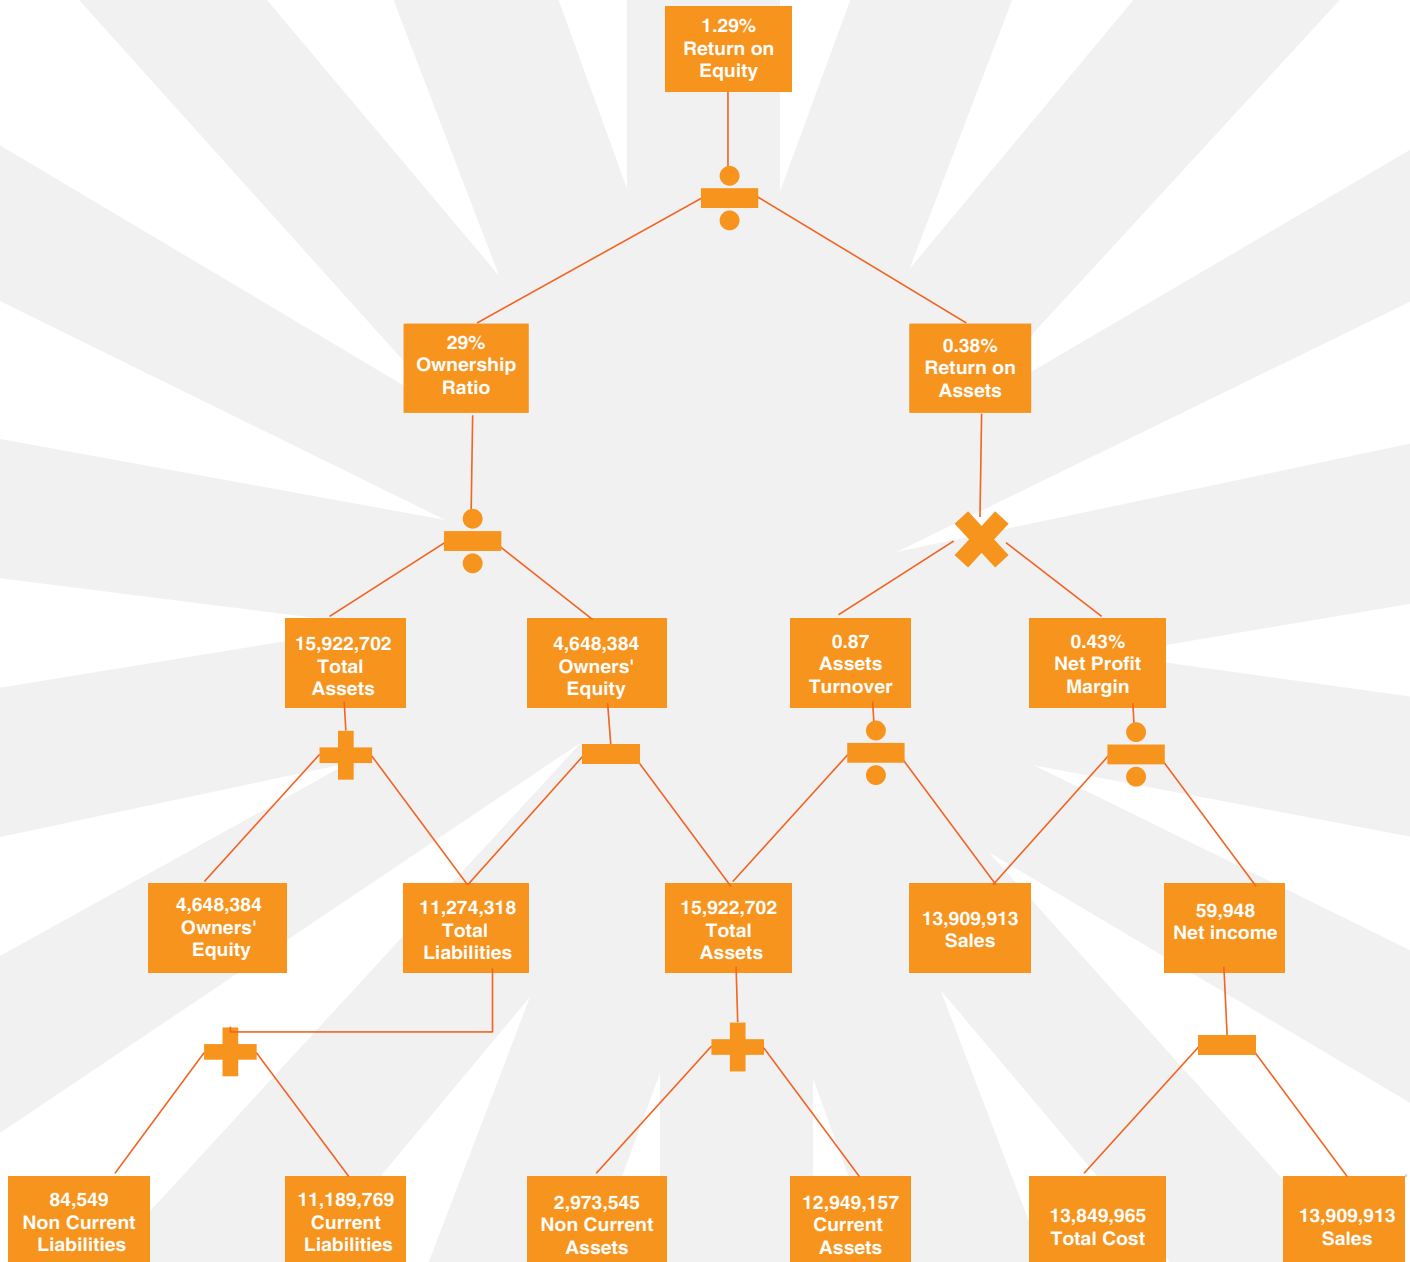 1.29%
Return on
Equity
29%
Ownership
Ratio
0.38%
Return on
Assets
15,922,702
Total
Assets
4,648,384
Owners'
Equity
0.87
Assets
Turnover
0.43%
Net Profit
Margin
4,648,384
Owners'
Equity
11,274,318
Total
Liabilities
15,922,702
Total
Assets
13,909,913
Sales
59,948
Net income
84,549
Non Current
Liabilities
11,189,769
Current
Liabilities
2,973,545
Non Current
Assets
12,949,157
Current
Assets
13,849,965
Total Cost
13,909,913
Sales